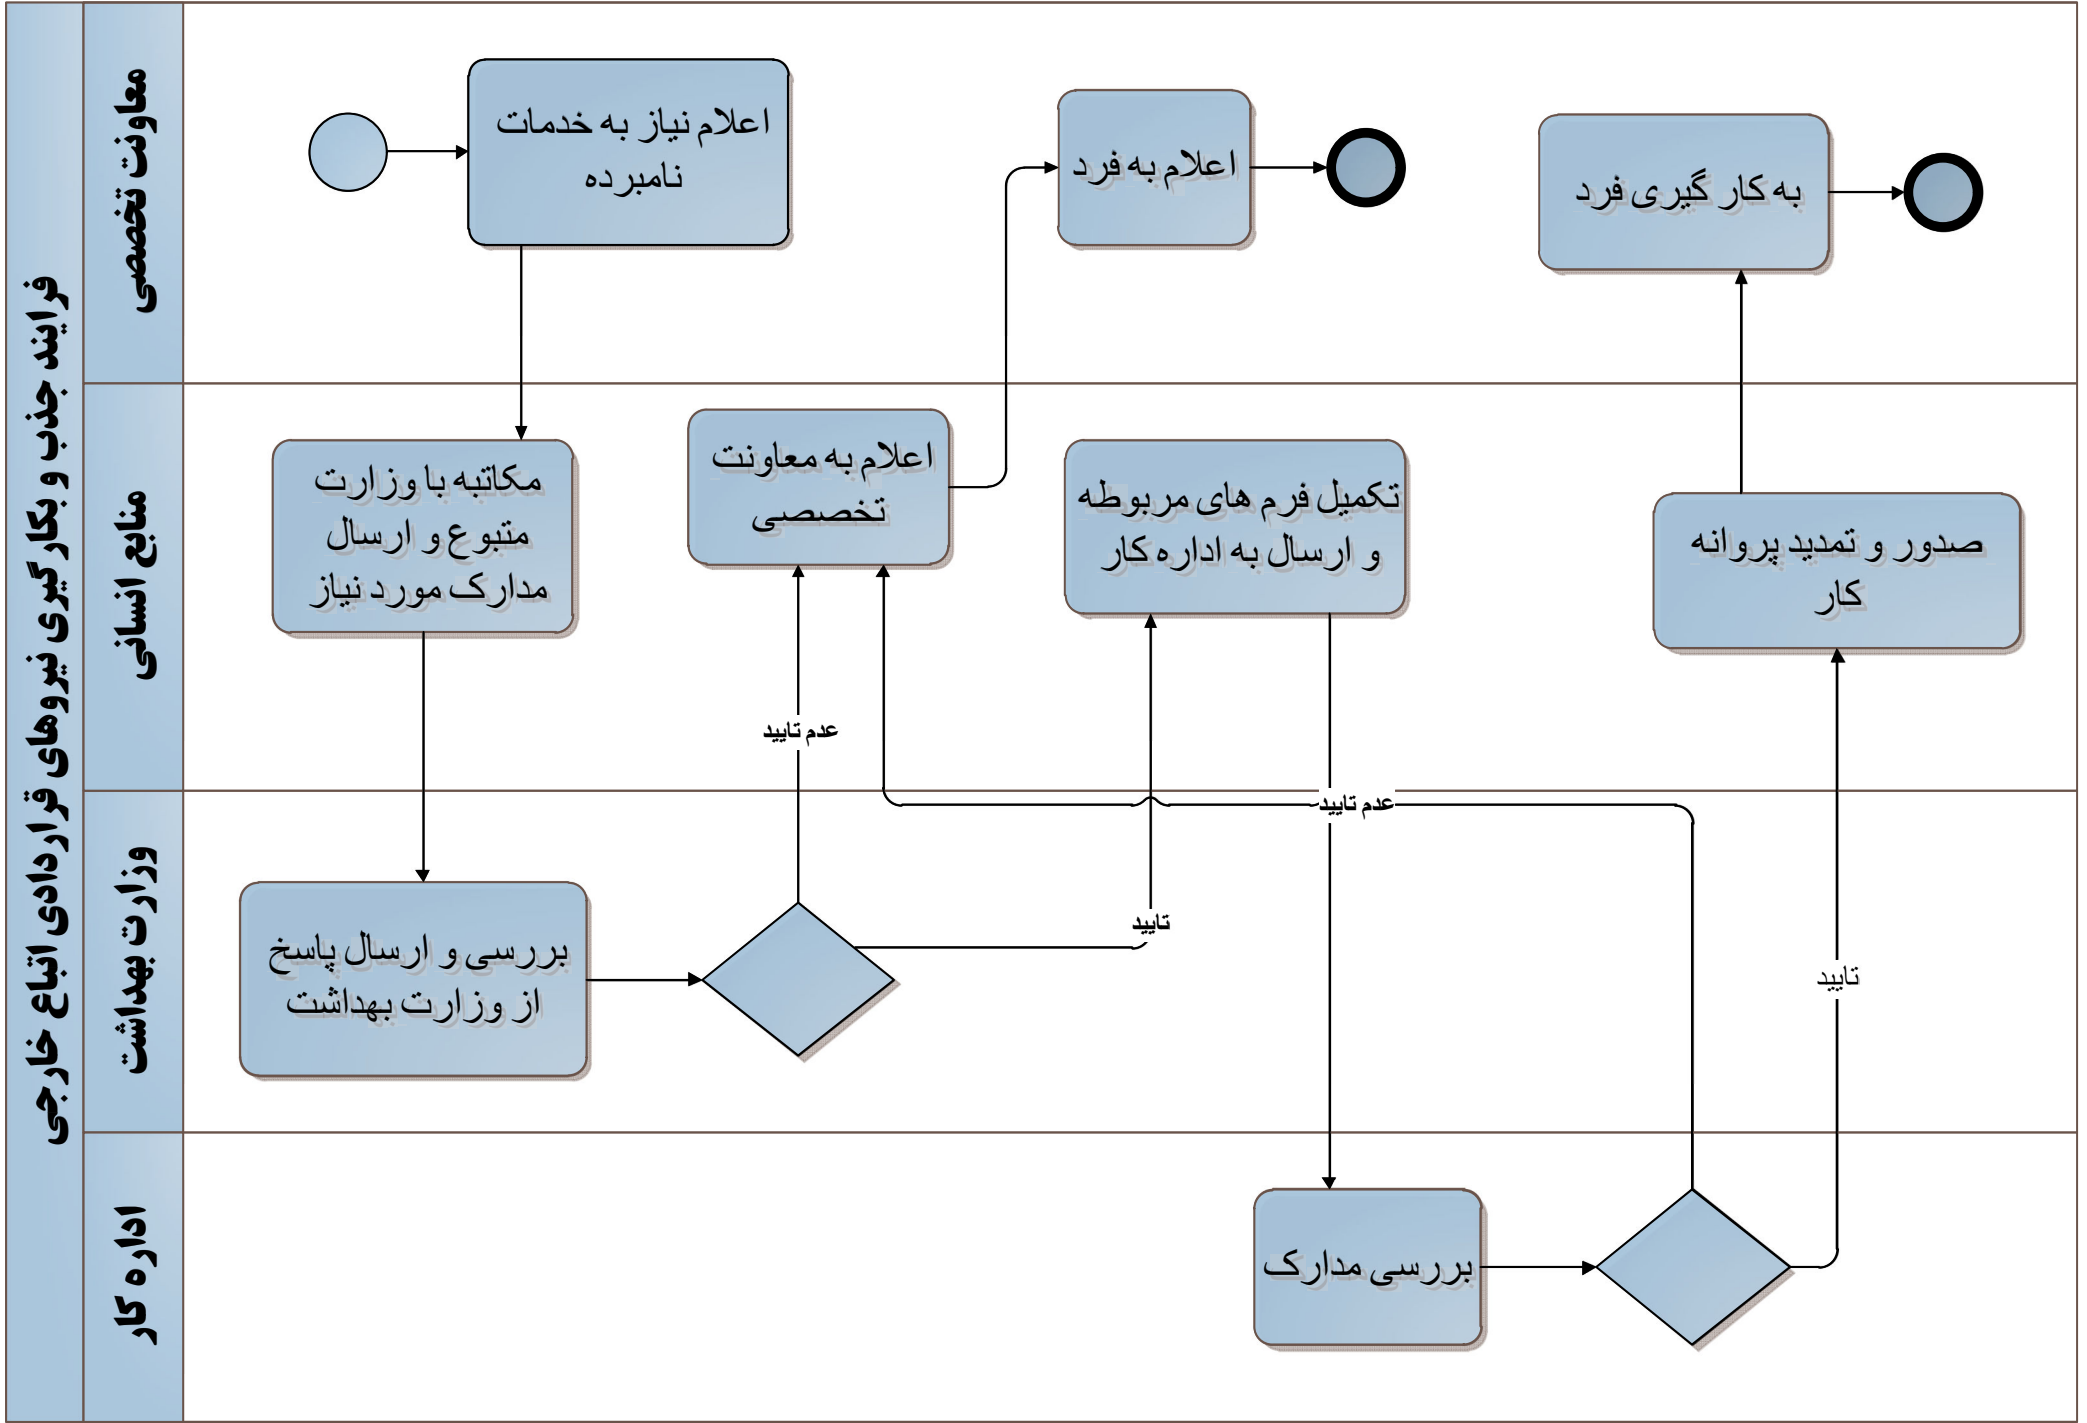 فرایند جذب و بکارگیری نیروهای قراردادی اتباع خارجی
معاونت تخصصی
اعلام نیاز به خدمات
نامبرده
اعلام به فرد
به کار گیری فرد
منابع انسانی
مکاتبه با وزارت
متبوع و ارسال
مدارک مورد نیاز
اعلام به معاونت
تخصصی
تکمیل فرم های مربوطه
و ارسال به اداره کار
صدور و تمدید پروانه
کار
عدم تایید
وزارت بهداشت
بررسی و ارسال پاسخ
از وزارت بهداشت
تایید
عدم تایید
تایید
اداره کار
بررسی مدارک